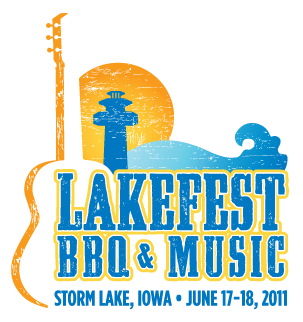 LAKEFEST
BBQ & MUSIC
STORM LAKE, IOWA • JUNE 17-18, 2011